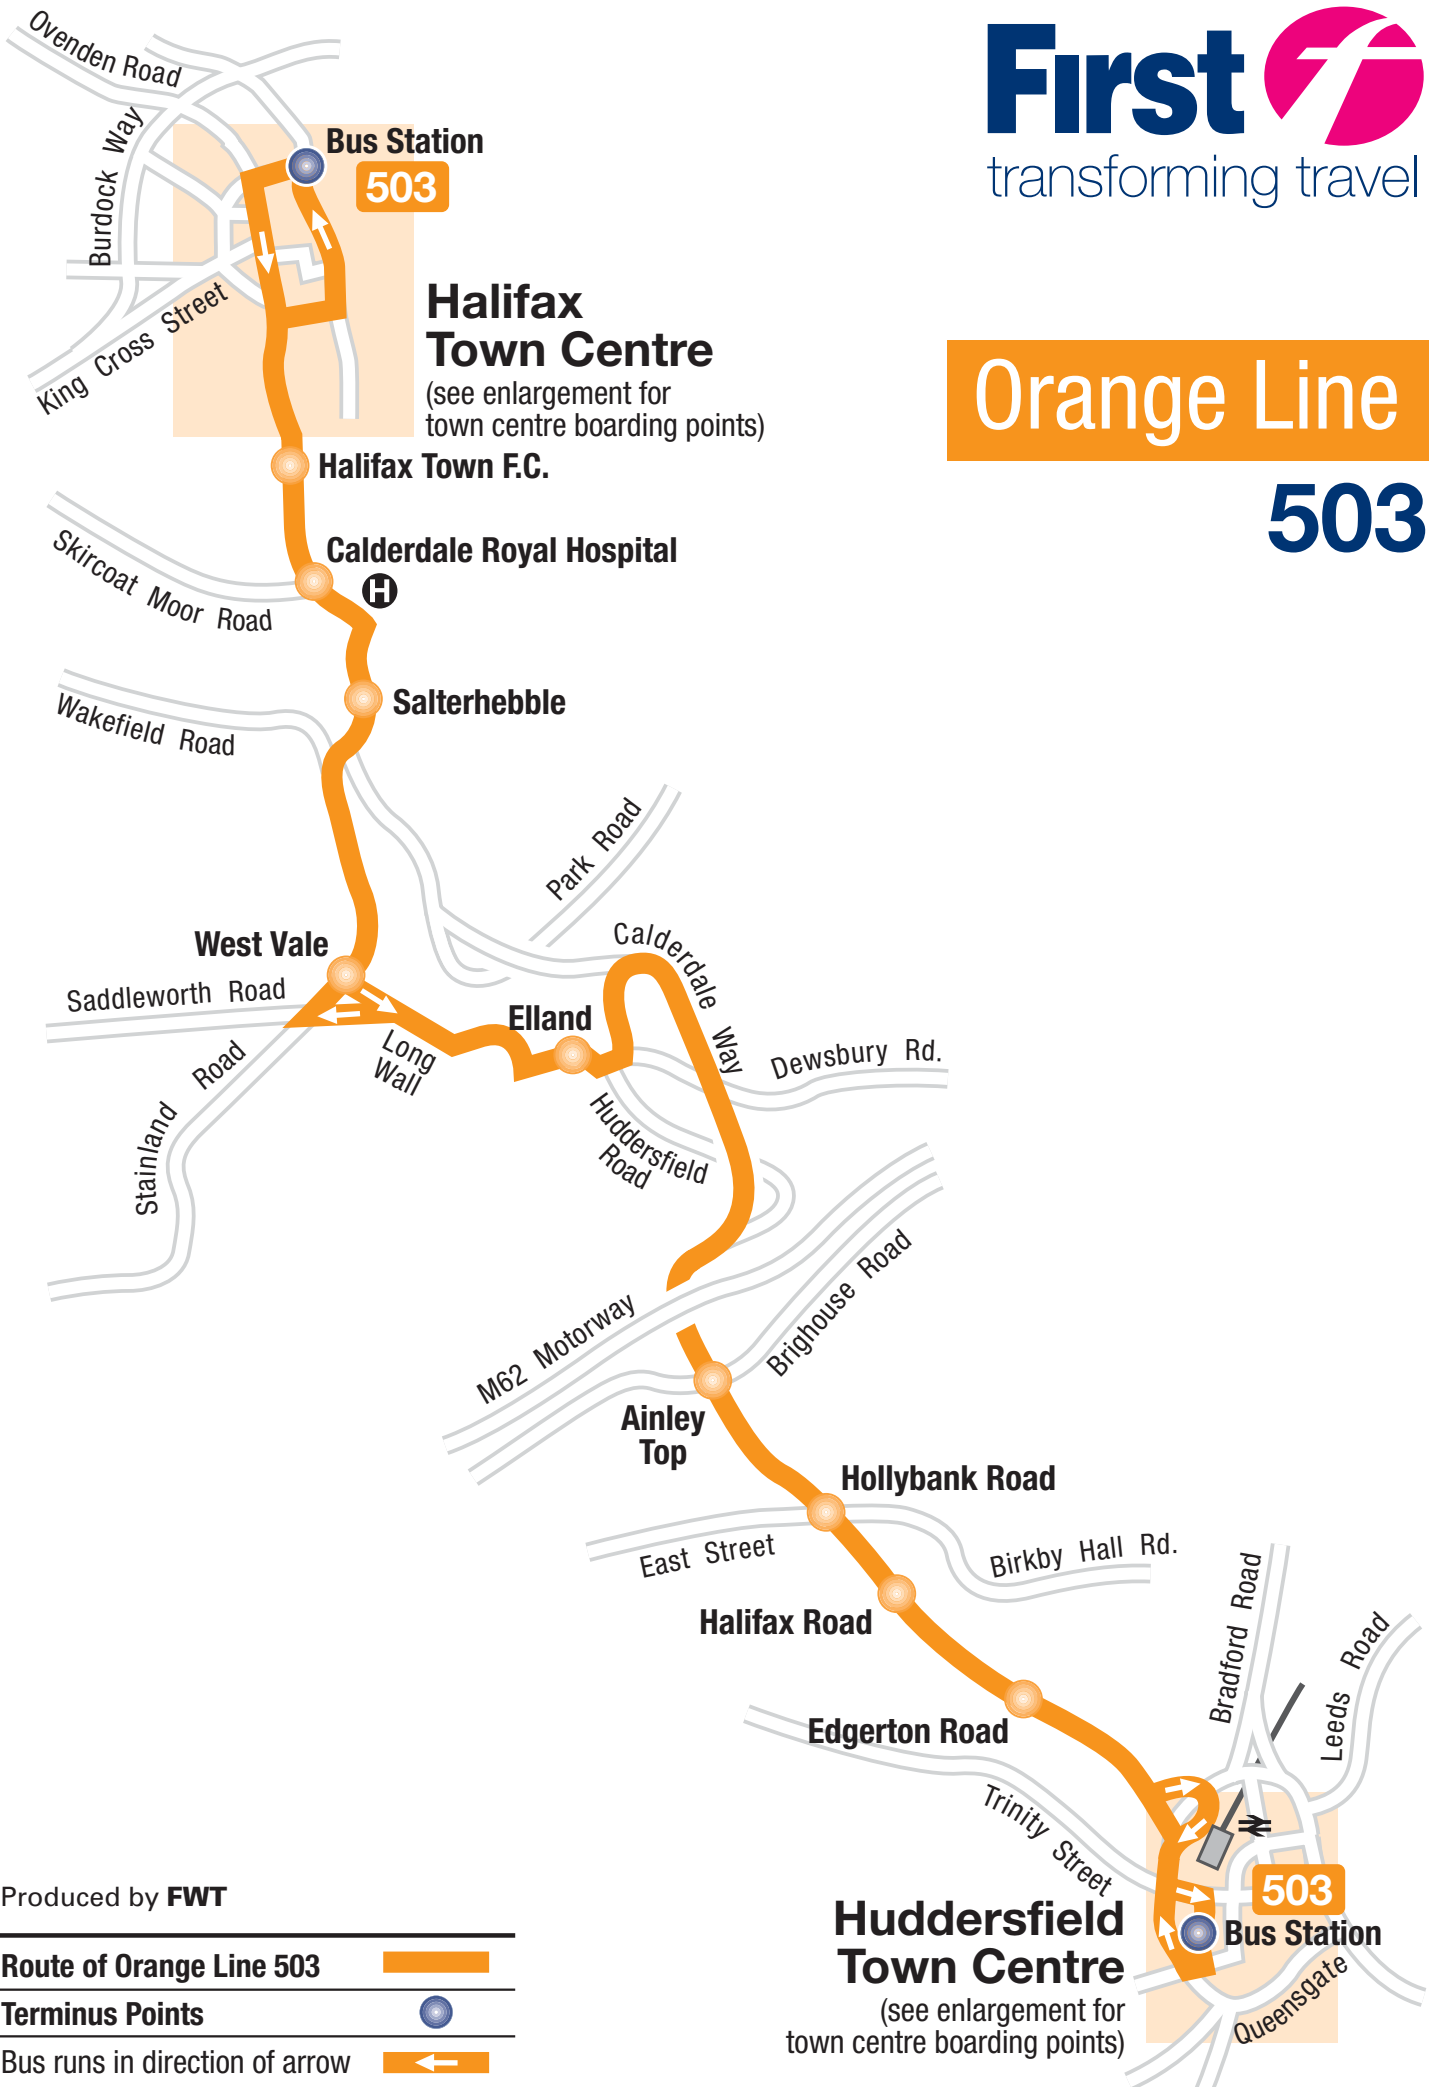 Ovenden Road
First
transforming travel
Burdock Way
Bus Station
503
King Cross Street
Halifax
Town Centre
(see enlargement for
town centre boarding points)
Orange Line
503
Halifax Town F.C.
Skircoat Moor Road
Calderdale Royal Hospital
H
Wakefield Road
Salterhebble
Park Road
West Vale
Calderdale Way
Saddleworth Road
Elland
Long
Wall
Dewsbury Rd.
Stainland Road
Huddersfield
Road
M62 Motorway
Brighouse Road
Ainley
Top
Hollybank Road
East Street
Birkby Hall Rd.
Halifax Road
Bradford Road
Leeds Road
Edgerton Road
Trinity Street
503
Bus Station
Huddersfield
Town Centre
(see enlargement for
town centre boarding points)
Queensgate
Produced by FWT
Route of Orange Line 503
Terminus Points
Bus runs in direction of arrow